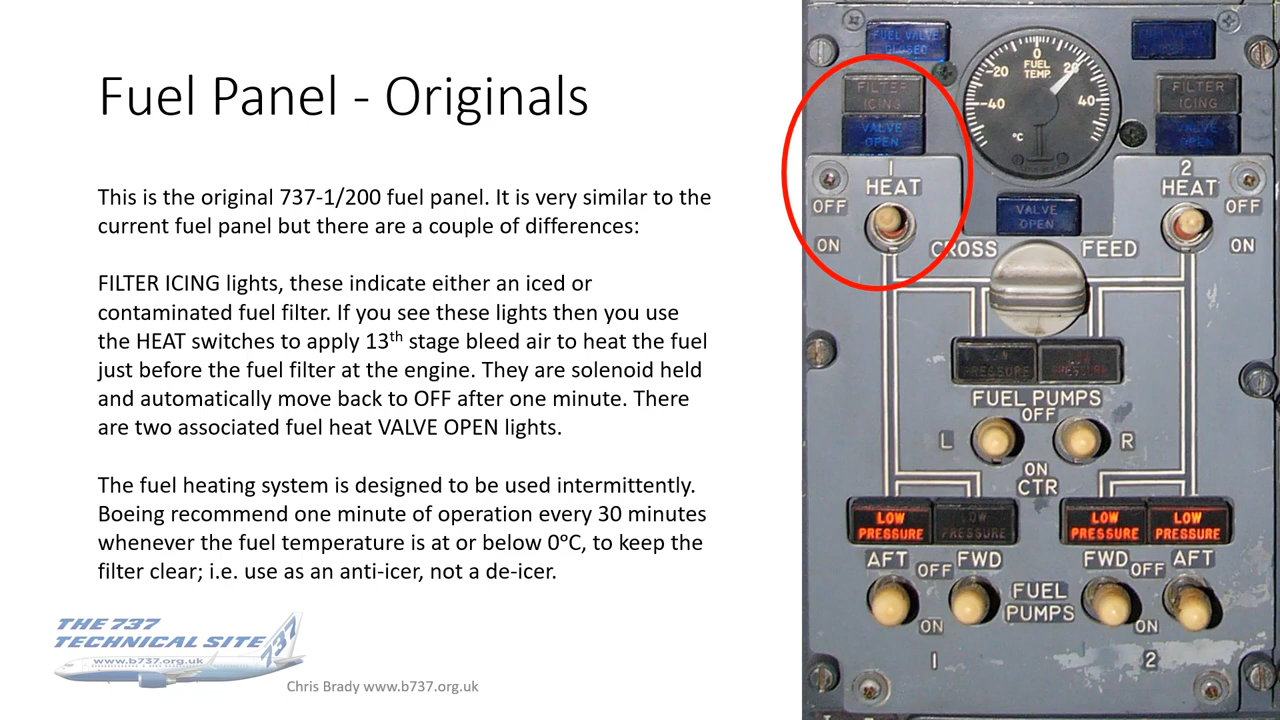 Fuel Panel - Originals
This is the original 737-1/200 fuel panel. It is very similar to the
current fuel panel but there are a couple of differences:
FILTER ICING lights, these indicate either an iced or
contaminated fuel filter. If you see these lights then you use
the HEAT switches to apply 13th stage bleed air to heat the fuel
just before the fuel filter at the engine. They are solenoid held
and automatically move back to OFF after one minute. There
are two associated fuel heat VALVE OPEN lights.
The fuel heating system is designed to be used intermittently.
Boeing recommend one minute of operation every 30 minutes
whenever the fuel temperature is at or below 0°C, to keep the
filter clear; i.e. use as an anti-icer, not a de-icer.
THE 737
TECHNICAL SITE
737
www.b737.org.uk
Chris Brady www.b737.org.uk
FUEL VALVE
CLOSED
0
FUEL
TEMP.
-20
20
-40
40
°C
FILTER
ICING
VALVE
OPEN
FILTER
ICING
VALVE
OPEN
1
HEAT
OFF
ON
VALVE
OPEN
2
HEAT
OFF
ON
CROSS FEED
PRESSURE
PRESSURE
FUEL PUMPS
OFF
L R
ON
CTR
LOW
PRESSURE
LOW
PRESSURE
LOW
PRESSURE
LOW
PRESSURE
AFT OFF FWD
FWD OFF AFT
FUEL
PUMPS
ON
ON
1
2